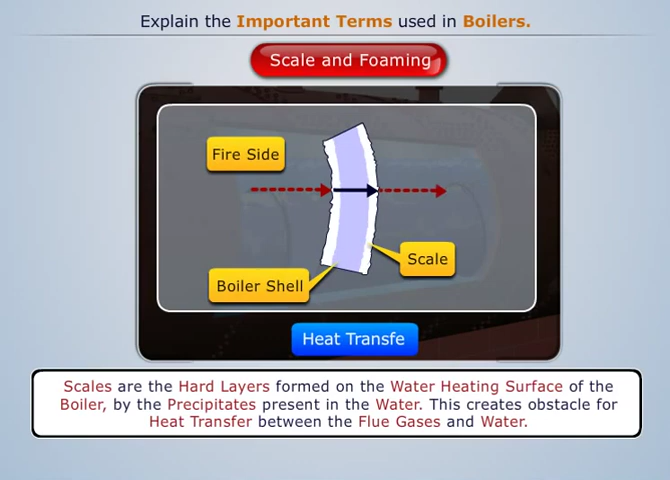 Explain the Important Terms used in Boilers.
Scale and Foaming
Fire Side
Scale
Boiler Shell
Heat Transfe
Scales are the Hard Layers formed on the Water Heating Surface of the
Boiler, by the Precipitates present in the Water. This creates obstacle for
Heat Transfer between the Flue Gases and Water.